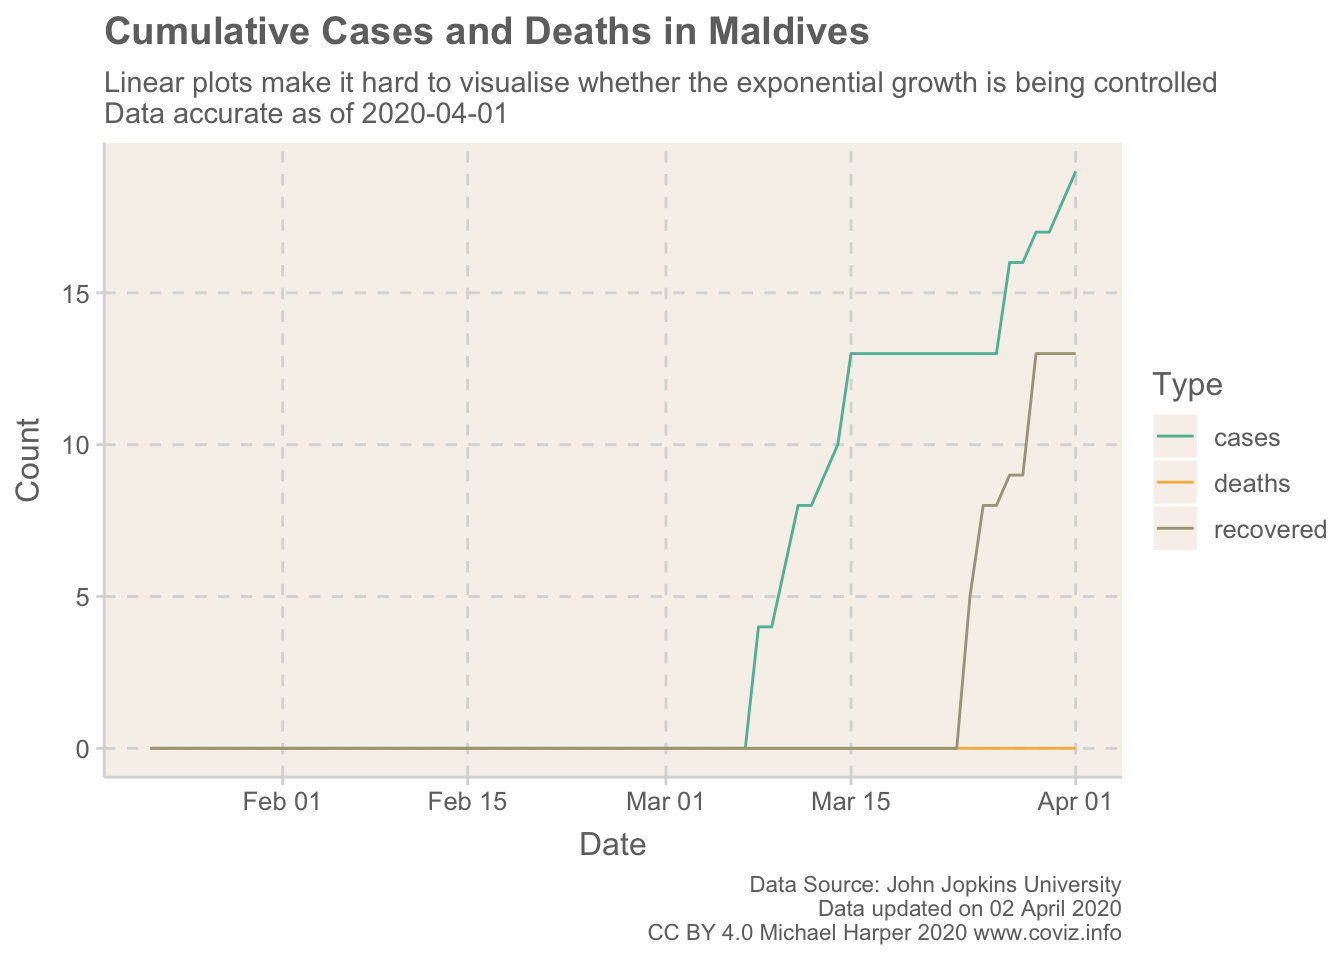 Cumulative Cases and Deaths in Maldives
Linear plots make it hard to visualise whether the exponential growth is being controlled
Data accurate as of 2020-04-01
Count
15
10
5
0
Feb 01
Feb 15
Mar 01
Mar 15
Apr 01
Date
Type
cases
deaths
recovered
Data Source: John Jopkins University
Data updated on 02 April 2020
CC BY 4.0 Michael Harper 2020 www.coviz.info